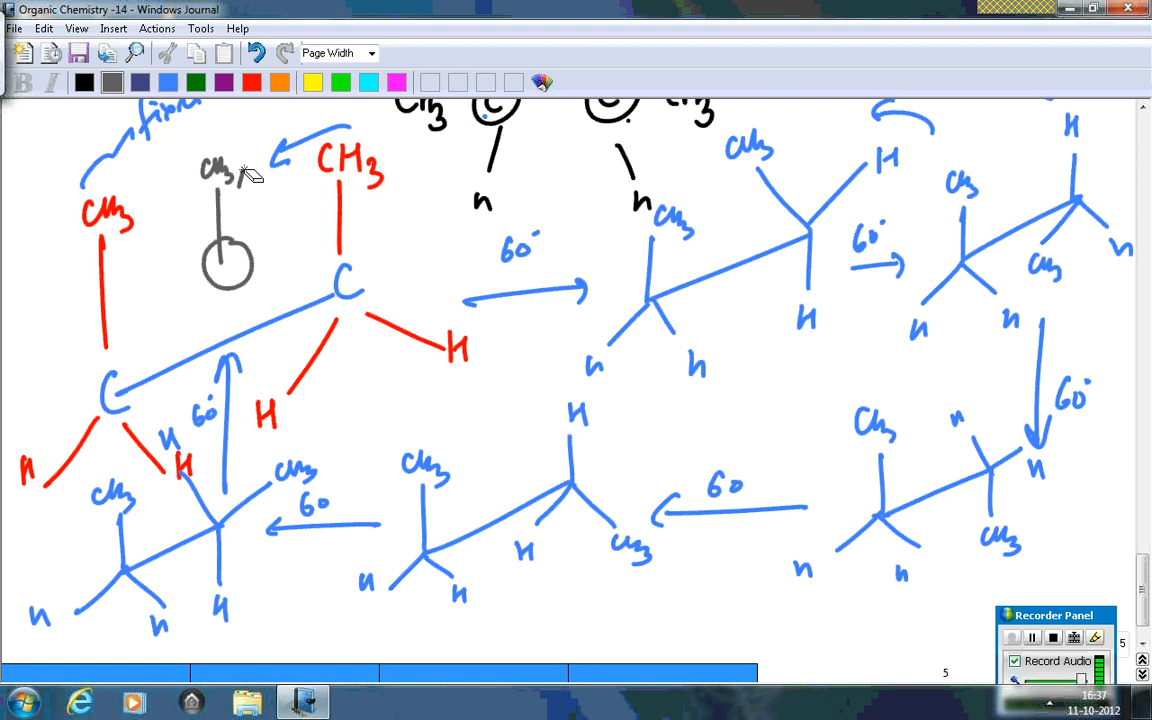 Organic Chemistry -14 - Windows Journal
File Edit View Insert Actions Tools Help
Page Width
B I
CH3 C C CH3
n n
CH3
CH3
CH3
C
C
n H
H
H
60°
CH3
n n
CH3 H
H
60°
CH3
n n
H
CH3 n
60°
CH3
n n
n n
CH3
60
CH3
n H
H
H CH3
60
CH3
n n
n CH3
H
60°
5
Recorder Panel
Record Audio
5
16:37
11-10-2012